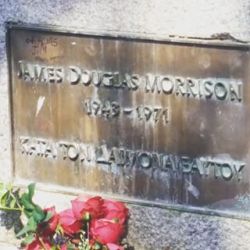 JAMES DOUGLAS MORRISON
1943 - 1971
ΚΑΤΑ ΤΟΝ ΔΑΙΜΟΝΑ ΕΑΥΤΟΥ